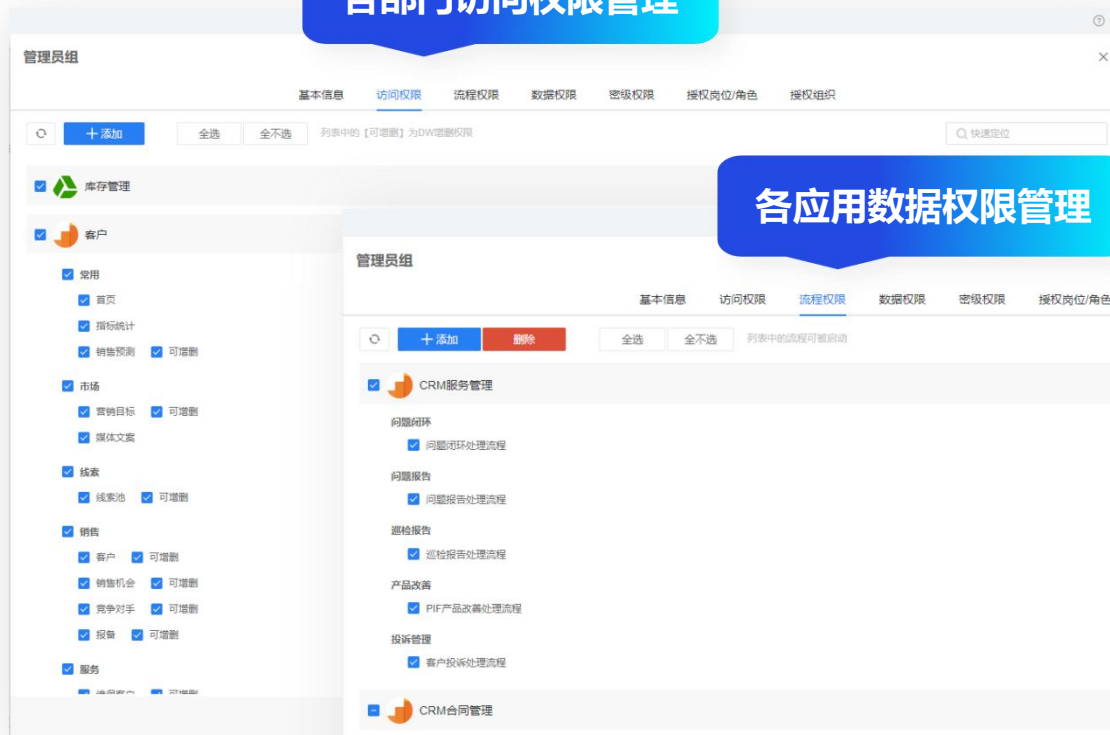 各部门访问权限管理
管理员组
基本信息 访问权限 流程权限 数据权限 密级权限 授权岗位/角色 授权组织
添加 全选 全不选 列表中的【可增删】为DW增删权限 快速定位
库存管理
客户
常用
首页
指标统计
销售预测 可增删
市场
营销目标 可增删
媒体文案
线索
线索池 可增删
销售
客户 可增删
销售机会 可增删
竞争对手 可增删
报备 可增删
服务
各应用数据权限管理
管理员组
基本信息 访问权限 流程权限 数据权限 密级权限 授权岗位/角色
添加 删除 全选 全不选 列表中的流程可被启动
CRM服务管理
问题闭环
问题闭环处理流程
问题报告
问题报告处理流程
巡检报告
巡检报告处理流程
产品改善
PIF产品改善处理流程
投诉管理
客户投诉处理流程
CRM合同管理